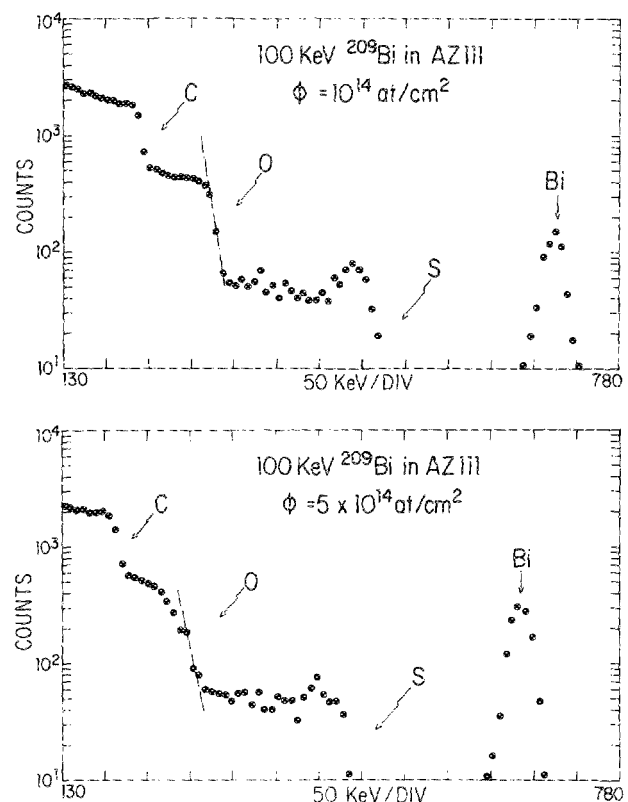 10⁴
100 KeV ²⁰⁹Bi in AZ111
Φ = 10¹⁴ at/cm²
C
10³
O
Bi
COUNTS
10²
S
10¹
130
50 KeV/DIV
780
10⁴
100 KeV ²⁰⁹Bi in AZ111
Φ = 5 x 10¹⁴ at/cm²
C
10³
O
Bi
COUNTS
10²
S
10¹
130
50 KeV/DIV
780